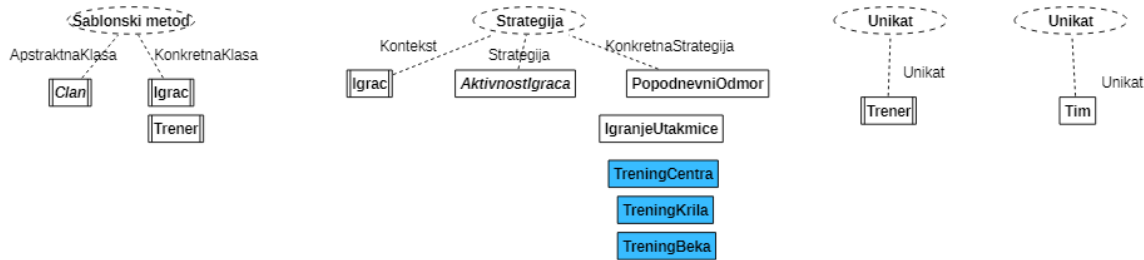 Šablonski metod
ApstraktnaKlasa
KonkretnaKlasa
Clan
Igrac
Trener
Strategija
Kontekst
Strategija
KonkretnaStrategija
Igrac
AktivnostIgraca
PopodnevniOdmor
IgranjeUtakmice
TreningCentra
TreningKrila
TreningBeka
Unikat
Unikat
Trener
Unikat
Unikat
Tim